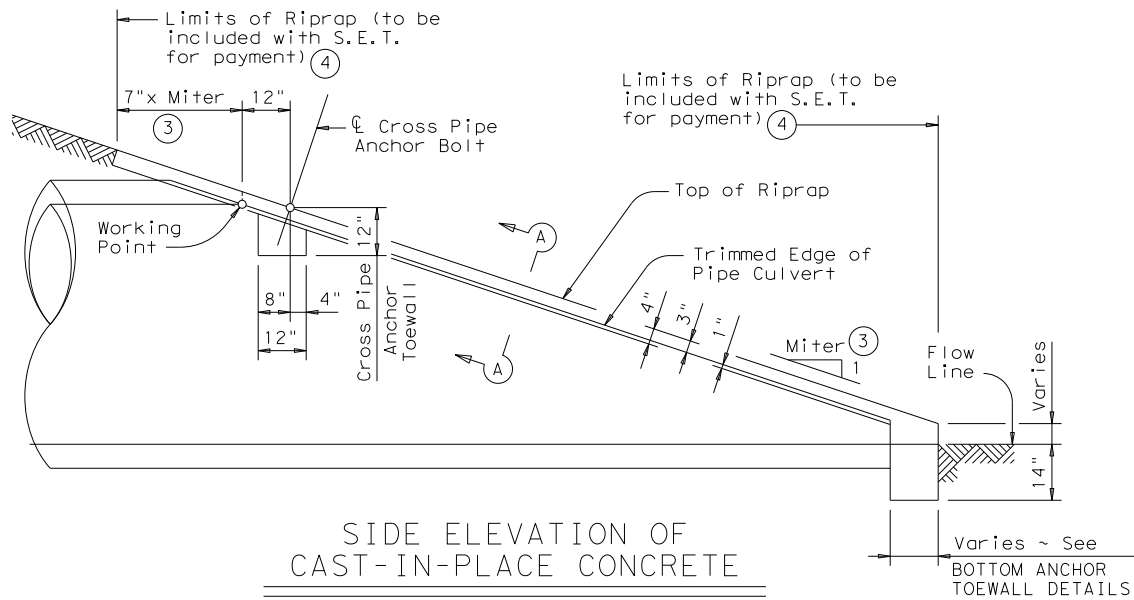 Limits of Riprap (to be
included with S.E.T.
for payment) 4
7"x Miter
12"
3
℄ Cross Pipe
Anchor Bolt
Limits of Riprap (to be
included with S.E.T.
for payment) 4
Top of Riprap
Working
Point
12"
A
Trimmed Edge of
Pipe Culvert
8"
4"
12"
Cross Pipe
Anchor
Toewall
A
4"
3"
1"
Miter 3
1
Flow
Line
Varies
14"
SIDE ELEVATION OF
CAST-IN-PLACE CONCRETE
Varies ~ See
BOTTOM ANCHOR
TOEWALL DETAILS